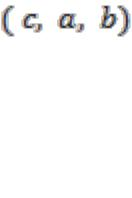 ( c, a, b)